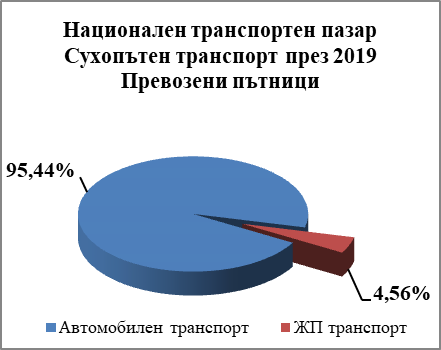 Национален транспортен пазар
Сухопътен транспорт през 2019
Превозени пътници
95,44%
4,56%
Автомобилен транспорт
ЖП транспорт